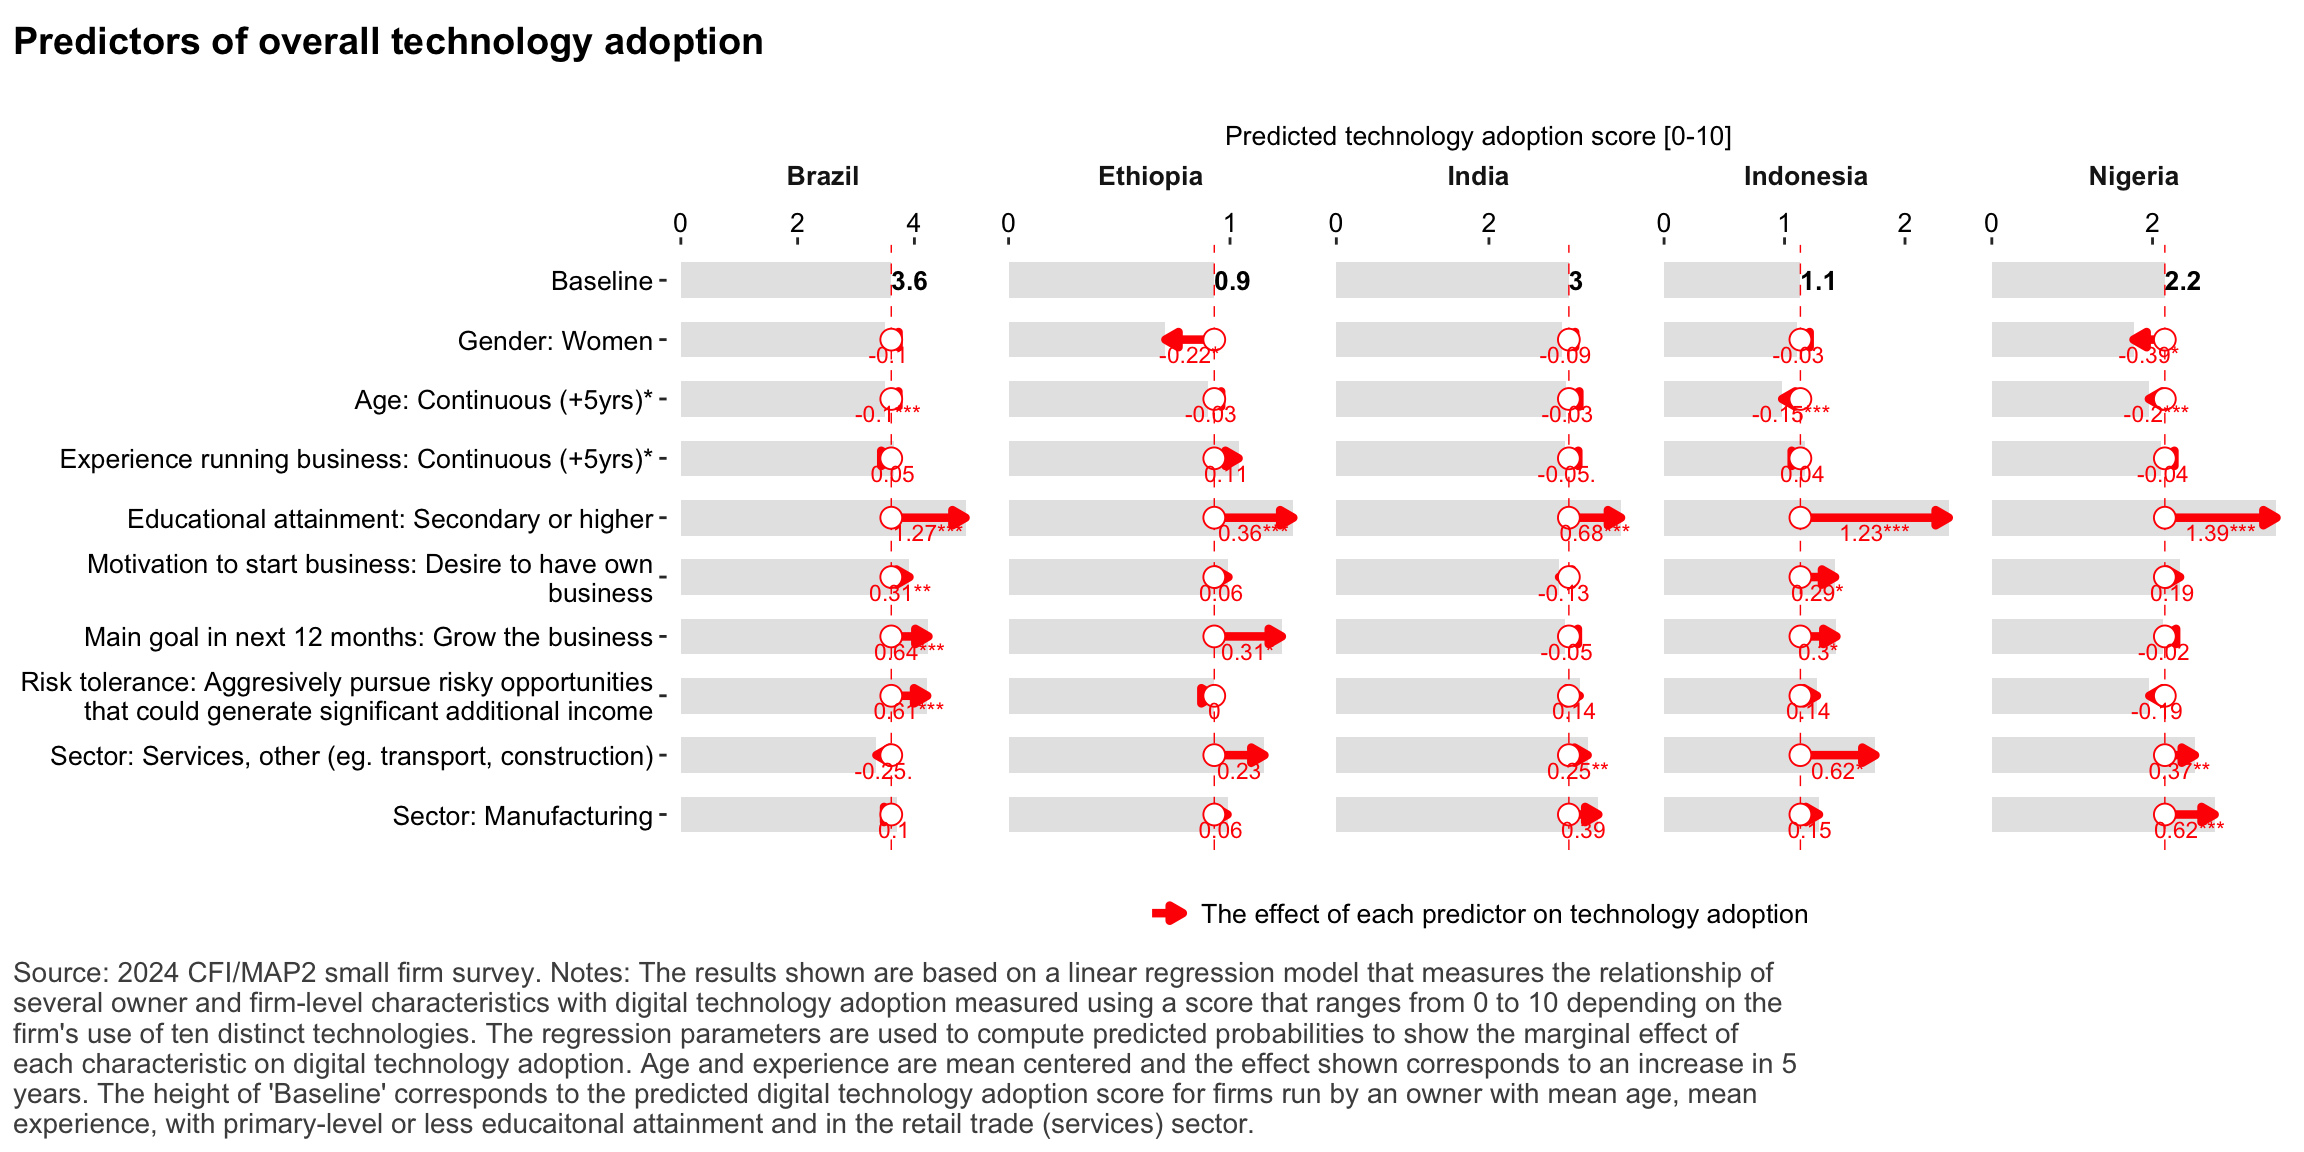 Predictors of overall technology adoption
Predicted technology adoption score [0-10]
Brazil Ethiopia India Indonesia Nigeria
0 2 4 0 1 0 2 0 1 2 0 2
Baseline 3.6 0.9 3 1.1 2.2
Gender: Women -0.1 -0.22* -0.09 -0.03 -0.39*
Age: Continuous (+5yrs)* -0.1*** -0.03 -0.03 -0.15*** -0.2***
Experience running business: Continuous (+5yrs)* 0.05 0.11 -0.05. 0.04 -0.04
Educational attainment: Secondary or higher 1.27*** 0.36*** 0.68*** 1.23*** 1.39***
Motivation to start business: Desire to have own
business 0.31** 0.06 -0.13 0.29* 0.19
Main goal in next 12 months: Grow the business 0.64*** 0.31* -0.05 0.3* -0.02
Risk tolerance: Aggresively pursue risky opportunities
that could generate significant additional income 0.61*** 0 0.14 0.14 -0.19
Sector: Services, other (eg. transport, construction) -0.25. 0.23 0.25** 0.62* 0.37**
Sector: Manufacturing 0.1 0.06 0.39 0.15 0.62***
The effect of each predictor on technology adoption
Source: 2024 CFI/MAP2 small firm survey. Notes: The results shown are based on a linear regression model that measures the relationship of
several owner and firm-level characteristics with digital technology adoption measured using a score that ranges from 0 to 10 depending on the
firm's use of ten distinct technologies. The regression parameters are used to compute predicted probabilities to show the marginal effect of
each characteristic on digital technology adoption. Age and experience are mean centered and the effect shown corresponds to an increase in 5
years. The height of 'Baseline' corresponds to the predicted digital technology adoption score for firms run by an owner with mean age, mean
experience, with primary-level or less educaitonal attainment and in the retail trade (services) sector.